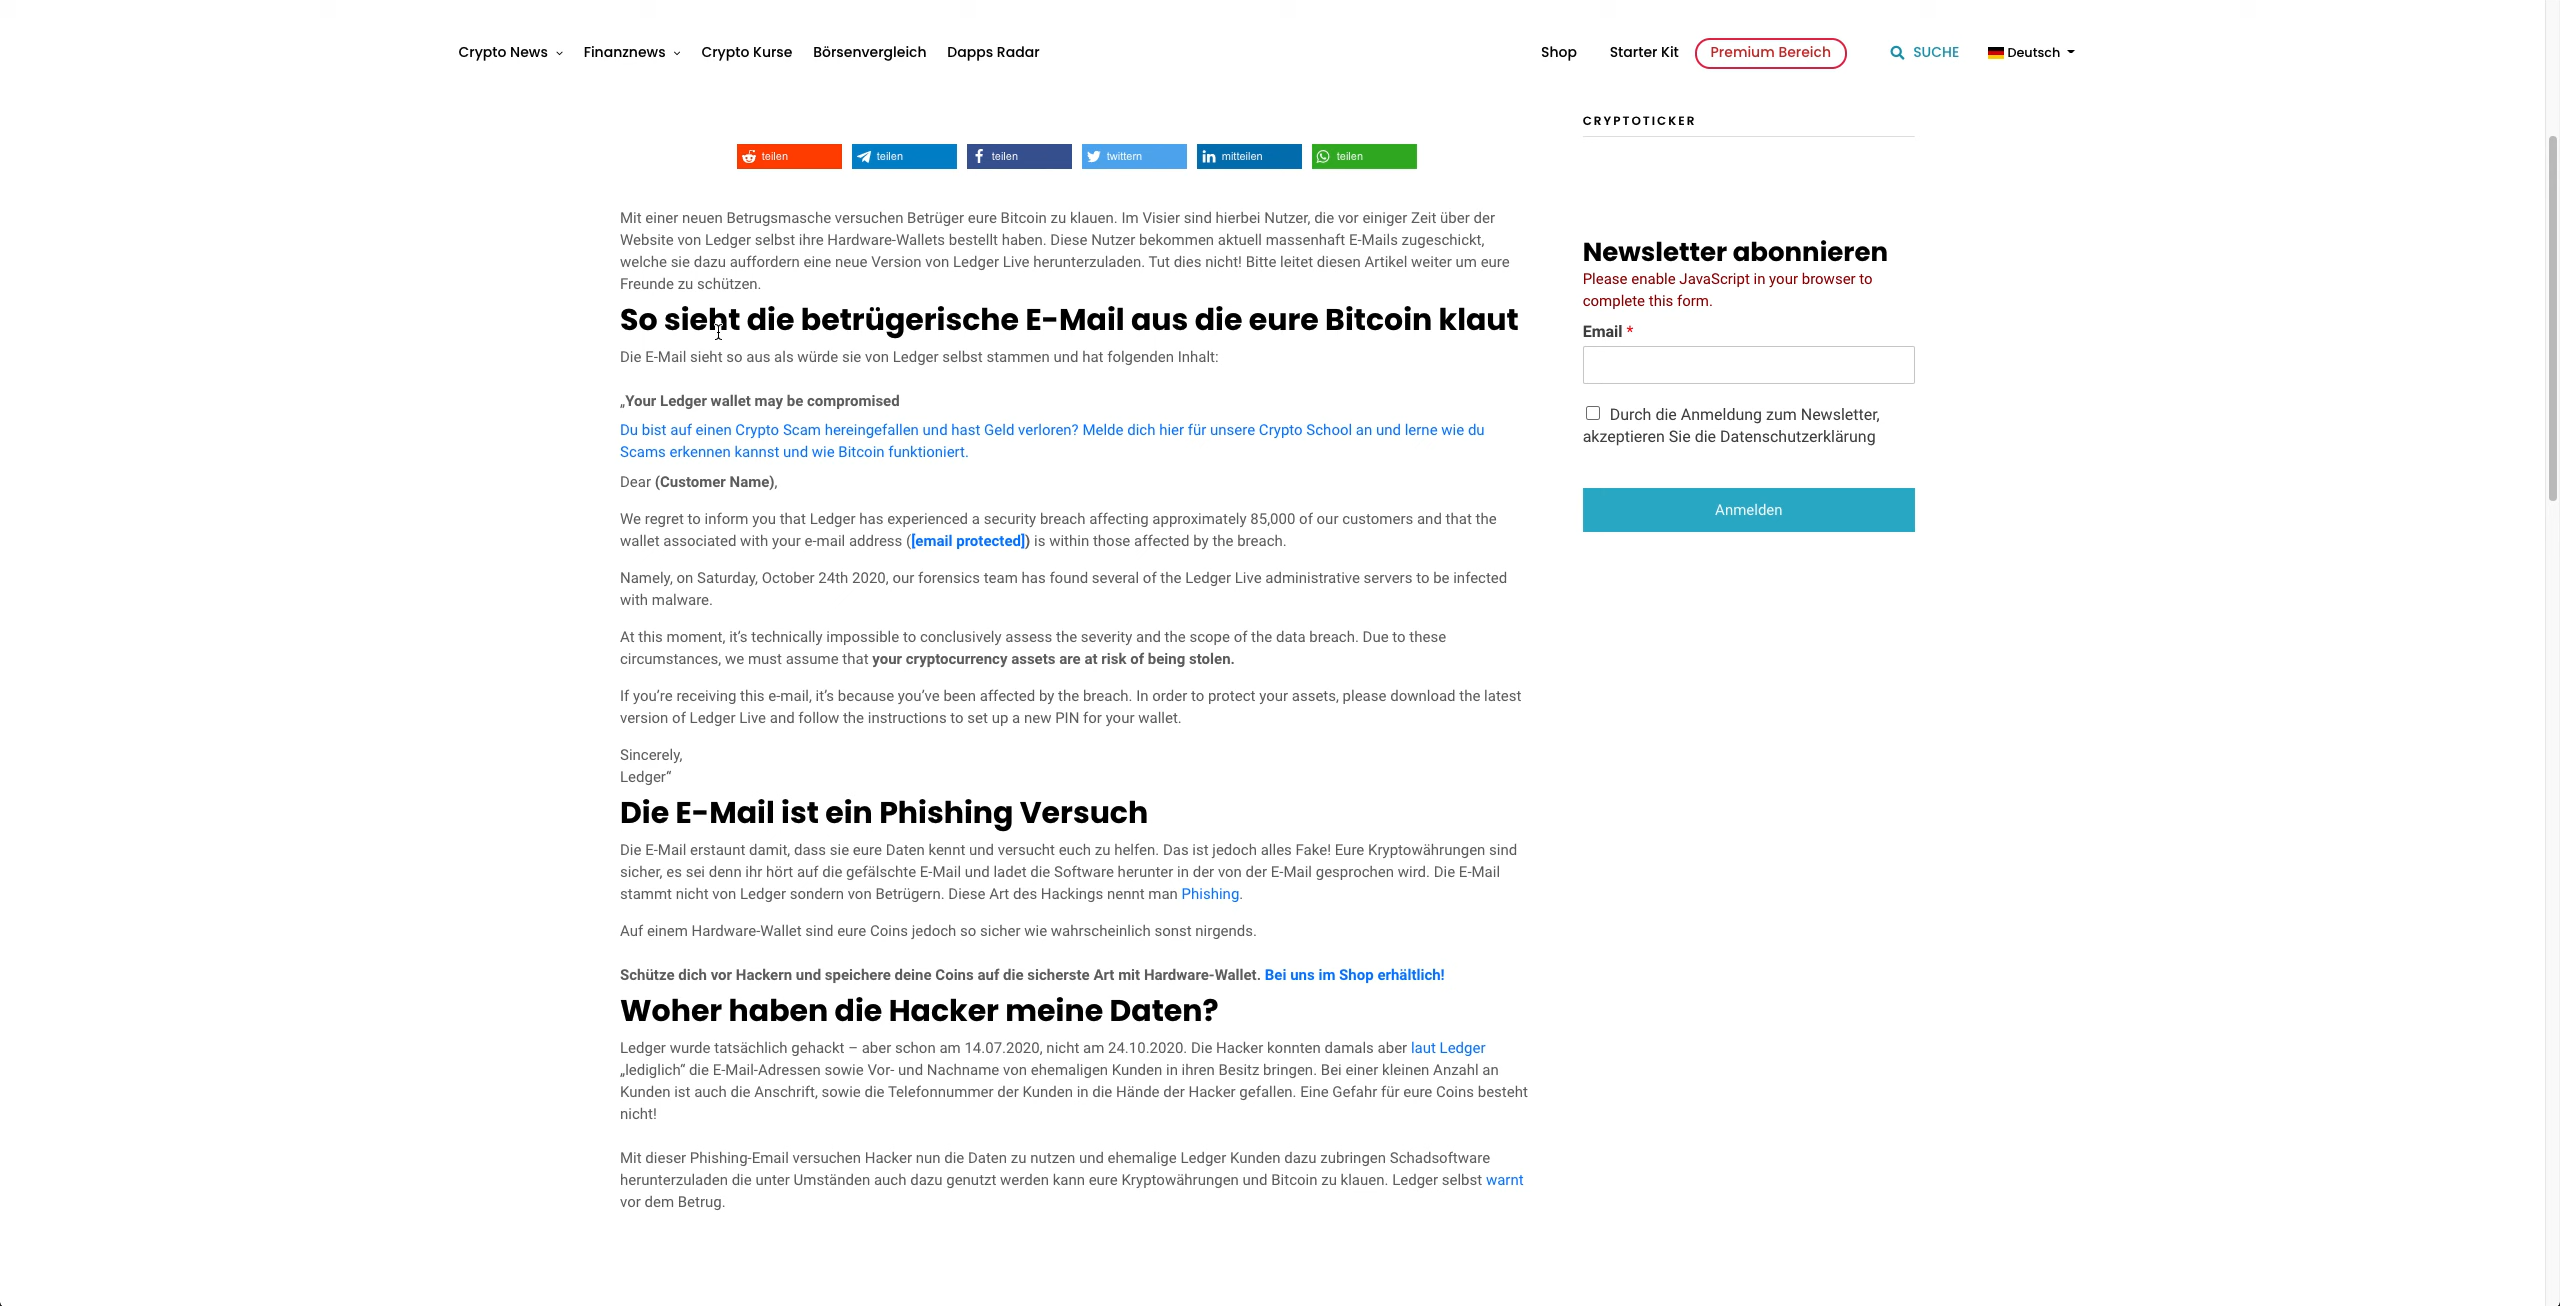 Crypto News Finanznews Crypto Kurse Börsenvergleich Dapps Radar Shop Starter Kit Premium Bereich SUCHE Deutsch
teilen teilen teilen twittern mitteilen teilen
Mit einer neuen Betrugsmasche versuchen Betrüger eure Bitcoin zu klauen. Im Visier sind hierbei Nutzer, die vor einiger Zeit über der
Website von Ledger selbst ihre Hardware-Wallets bestellt haben. Diese Nutzer bekommen aktuell massenhaft E-Mails zugeschickt,
welche sie dazu auffordern eine neue Version von Ledger Live herunterzuladen. Tut dies nicht! Bitte leitet diesen Artikel weiter um eure
Freunde zu schützen.
So sieht die betrügerische E-Mail aus die eure Bitcoin klaut
Die E-Mail sieht so aus als würde sie von Ledger selbst stammen und hat folgenden Inhalt:
„Your Ledger wallet may be compromised
Du bist auf einen Crypto Scam hereingefallen und hast Geld verloren? Melde dich hier für unsere Crypto School an und lerne wie du
Scams erkennen kannst und wie Bitcoin funktioniert.
Dear (Customer Name),
We regret to inform you that Ledger has experienced a security breach affecting approximately 85,000 of our customers and that the
wallet associated with your e-mail address ([email protected]) is within those affected by the breach.
Namely, on Saturday, October 24th 2020, our forensics team has found several of the Ledger Live administrative servers to be infected
with malware.
At this moment, it’s technically impossible to conclusively assess the severity and the scope of the data breach. Due to these
circumstances, we must assume that your cryptocurrency assets are at risk of being stolen.
If you’re receiving this e-mail, it’s because you’ve been affected by the breach. In order to protect your assets, please download the latest
version of Ledger Live and follow the instructions to set up a new PIN for your wallet.
Sincerely,
Ledger“
Die E-Mail ist ein Phishing Versuch
Die E-Mail erstaunt damit, dass sie eure Daten kennt und versucht euch zu helfen. Das ist jedoch alles Fake! Eure Kryptowährungen sind
sicher, es sei denn ihr hört auf die gefälschte E-Mail und ladet die Software herunter in der von der E-Mail gesprochen wird. Die E-Mail
stammt nicht von Ledger sondern von Betrügern. Diese Art des Hackings nennt man Phishing.
Auf einem Hardware-Wallet sind eure Coins jedoch so sicher wie wahrscheinlich sonst nirgends.
Schütze dich vor Hackern und speichere deine Coins auf die sicherste Art mit Hardware-Wallet. Bei uns im Shop erhältlich!
Woher haben die Hacker meine Daten?
Ledger wurde tatsächlich gehackt – aber schon am 14.07.2020, nicht am 24.10.2020. Die Hacker konnten damals aber laut Ledger
„lediglich“ die E-Mail-Adressen sowie Vor- und Nachname von ehemaligen Kunden in ihren Besitz bringen. Bei einer kleinen Anzahl an
Kunden ist auch die Anschrift, sowie die Telefonnummer der Kunden in die Hände der Hacker gefallen. Eine Gefahr für eure Coins besteht
nicht!
Mit dieser Phishing-Email versuchen Hacker nun die Daten zu nutzen und ehemalige Ledger Kunden dazu zubringen Schadsoftware
herunterzuladen die unter Umständen auch dazu genutzt werden kann eure Kryptowährungen und Bitcoin zu klauen. Ledger selbst warnt
vor dem Betrug.
CRYPTOTICKER
Newsletter abonnieren
Please enable JavaScript in your browser to
complete this form.
Email *
Durch die Anmeldung zum Newsletter,
akzeptieren Sie die Datenschutzerklärung
Anmelden